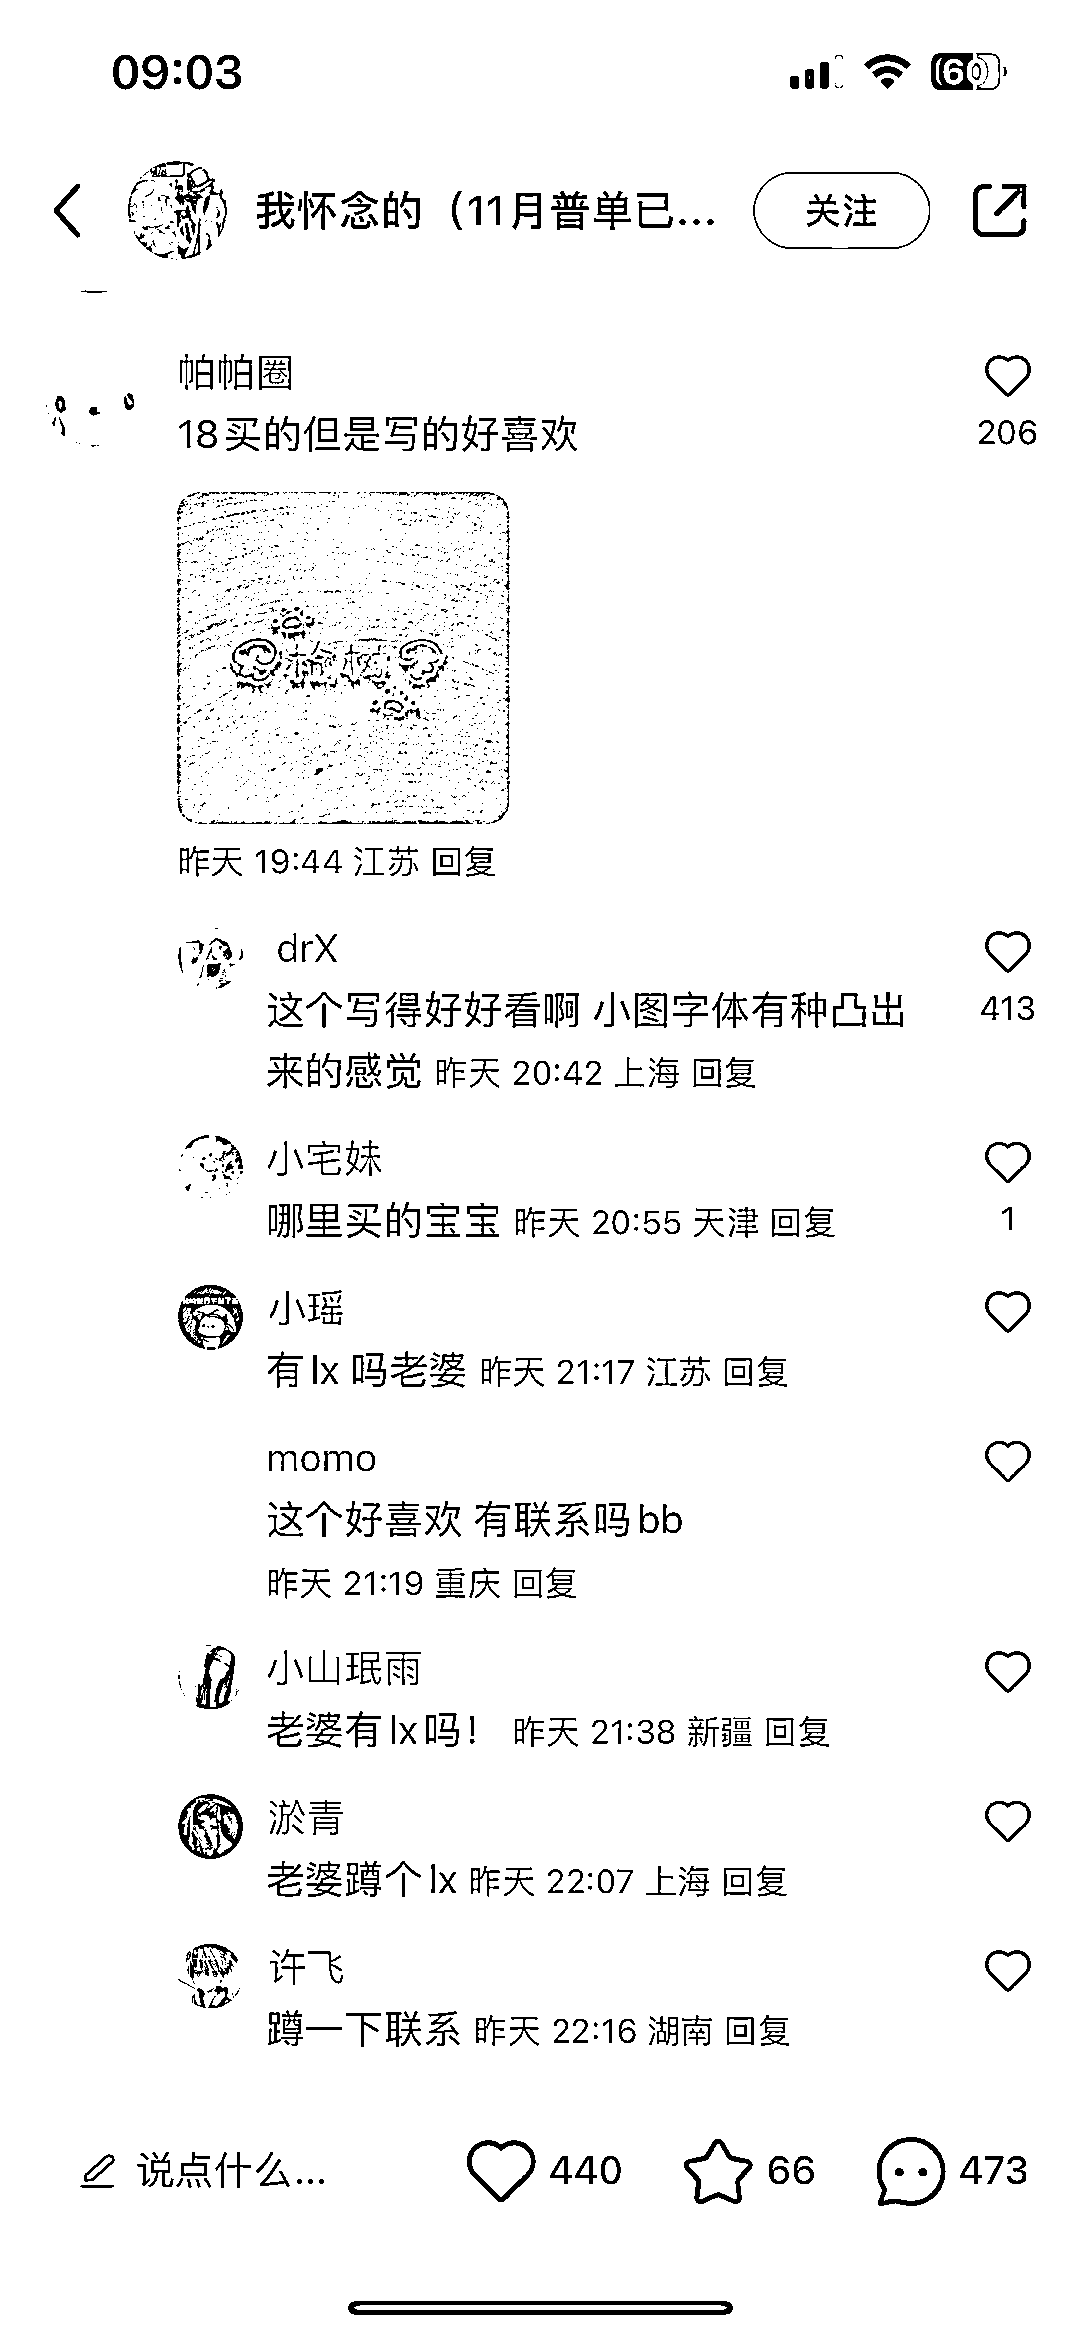 09:03
60
我怀念的（11月普单已...
关注
帕帕圈
18买的但是写的好喜欢
206
昨天 19:44 江苏 回复
drX
这个写得好好看啊 小图字体有种凸出
413
来的感觉 昨天 20:42 上海 回复
小宅妹
哪里买的宝宝 昨天 20:55 天津 回复
1
小瑶
有lx 吗老婆 昨天 21:17 江苏 回复
momo
这个好喜欢 有联系吗bb
昨天 21:19 重庆 回复
小山珉雨
老婆有lx吗！ 昨天 21:38 新疆 回复
淤青
老婆蹲个lx 昨天 22:07 上海 回复
许飞
蹲一下联系 昨天 22:16 湖南 回复
说点什么...
440
66
473